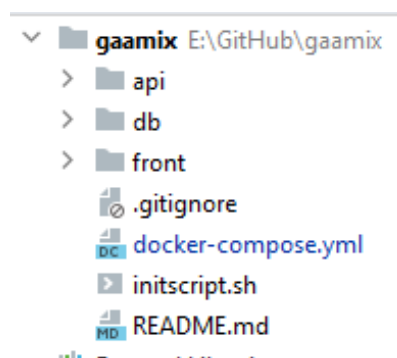 gaamix E:\GitHub\gaamix
api
db
front
.gitignore
DC docker-compose.yml
initscript.sh
MD README.md